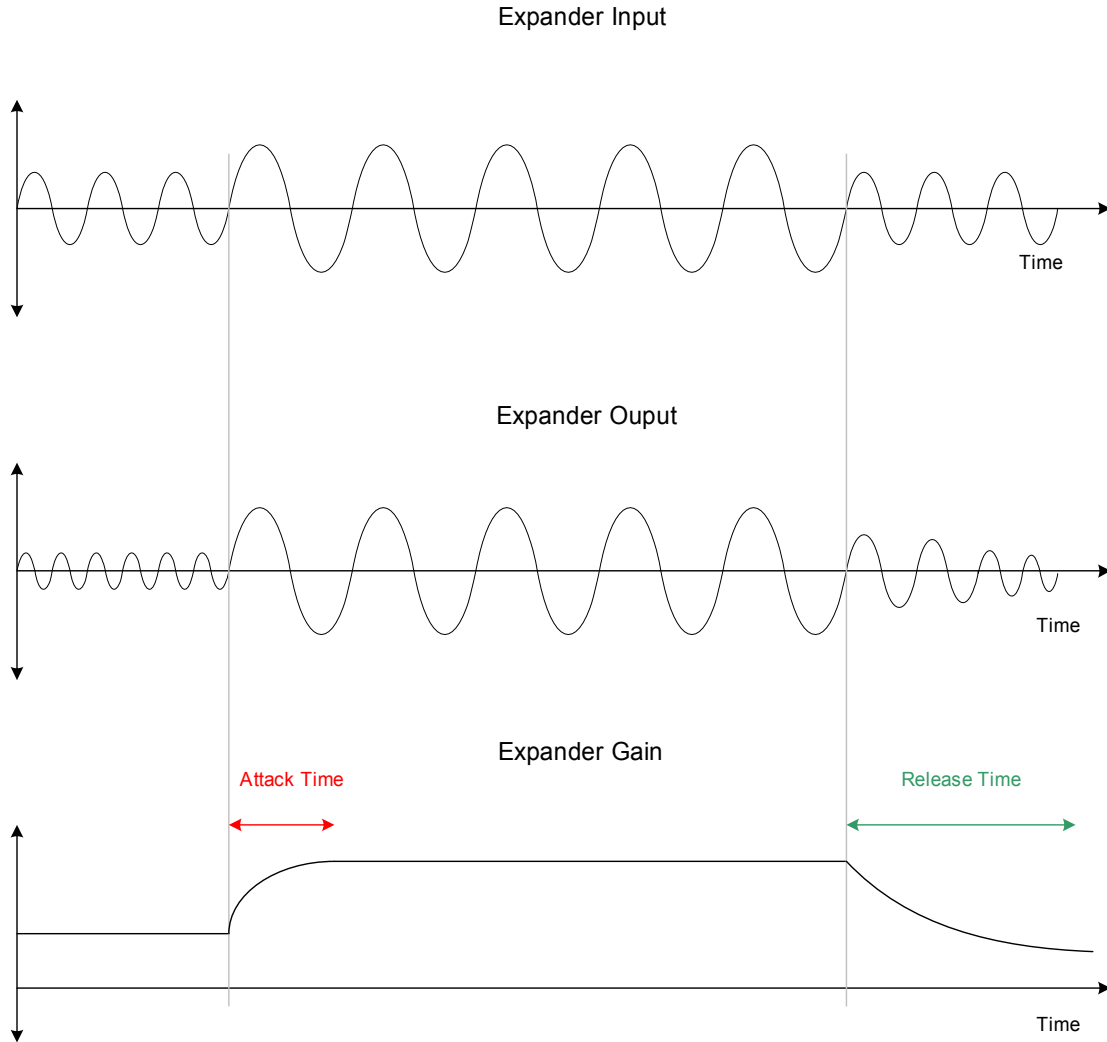 Expander Input
Time
Expander Ouput
Time
Expander Gain
Attack Time
Release Time
Time